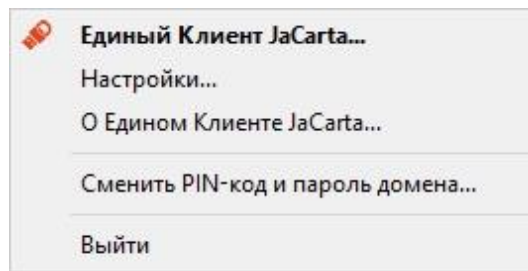 Единый Клиент JaCarta...
Настройки...
О Едином Клиенте JaCarta...
Сменить PIN-код и пароль домена...
Выйти